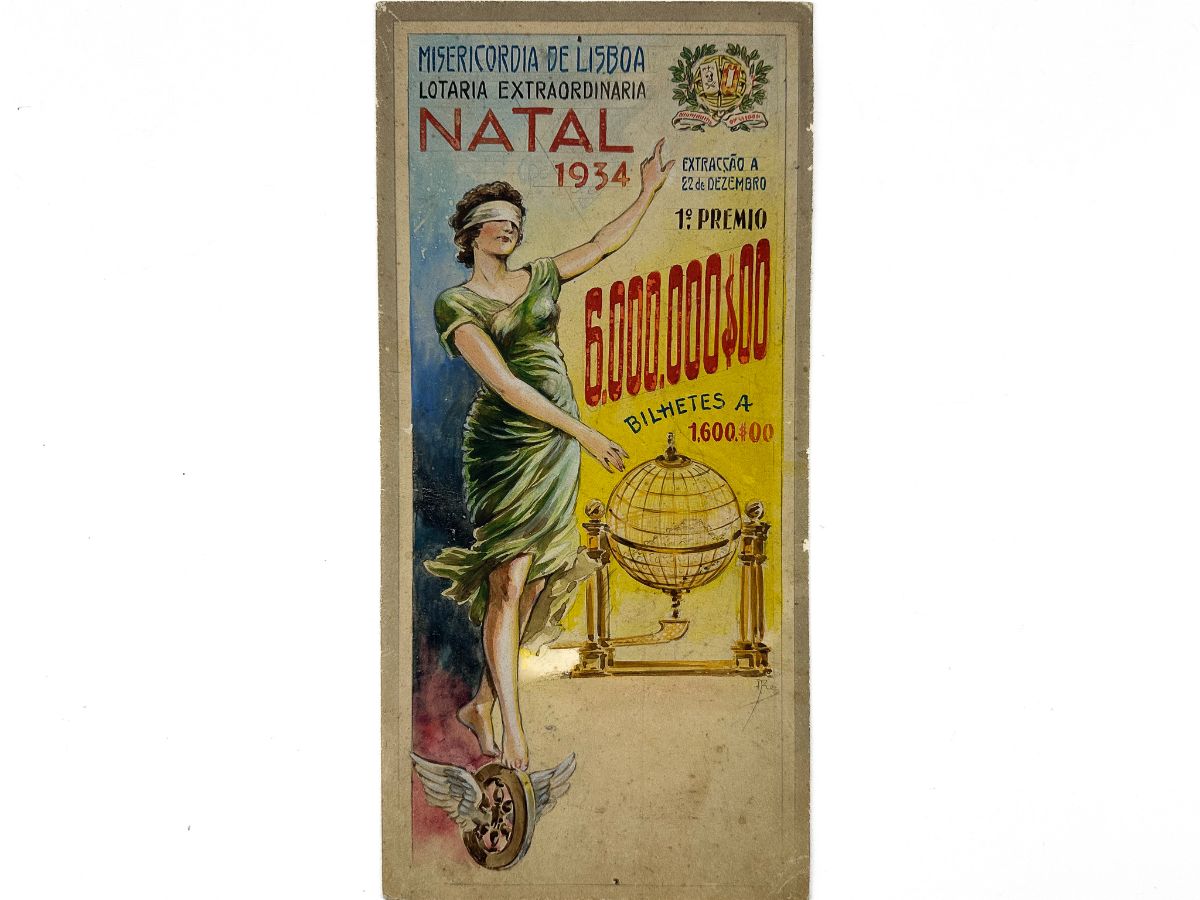 MISERICORDIA DE LISBOA
LOTARIA EXTRAORDINARIA
NATAL
1934
EXTRACÇÃO A
22 de DEZEMBRO
1º PREMIO
6.000.000$00
BILHETES A
1.600.$00